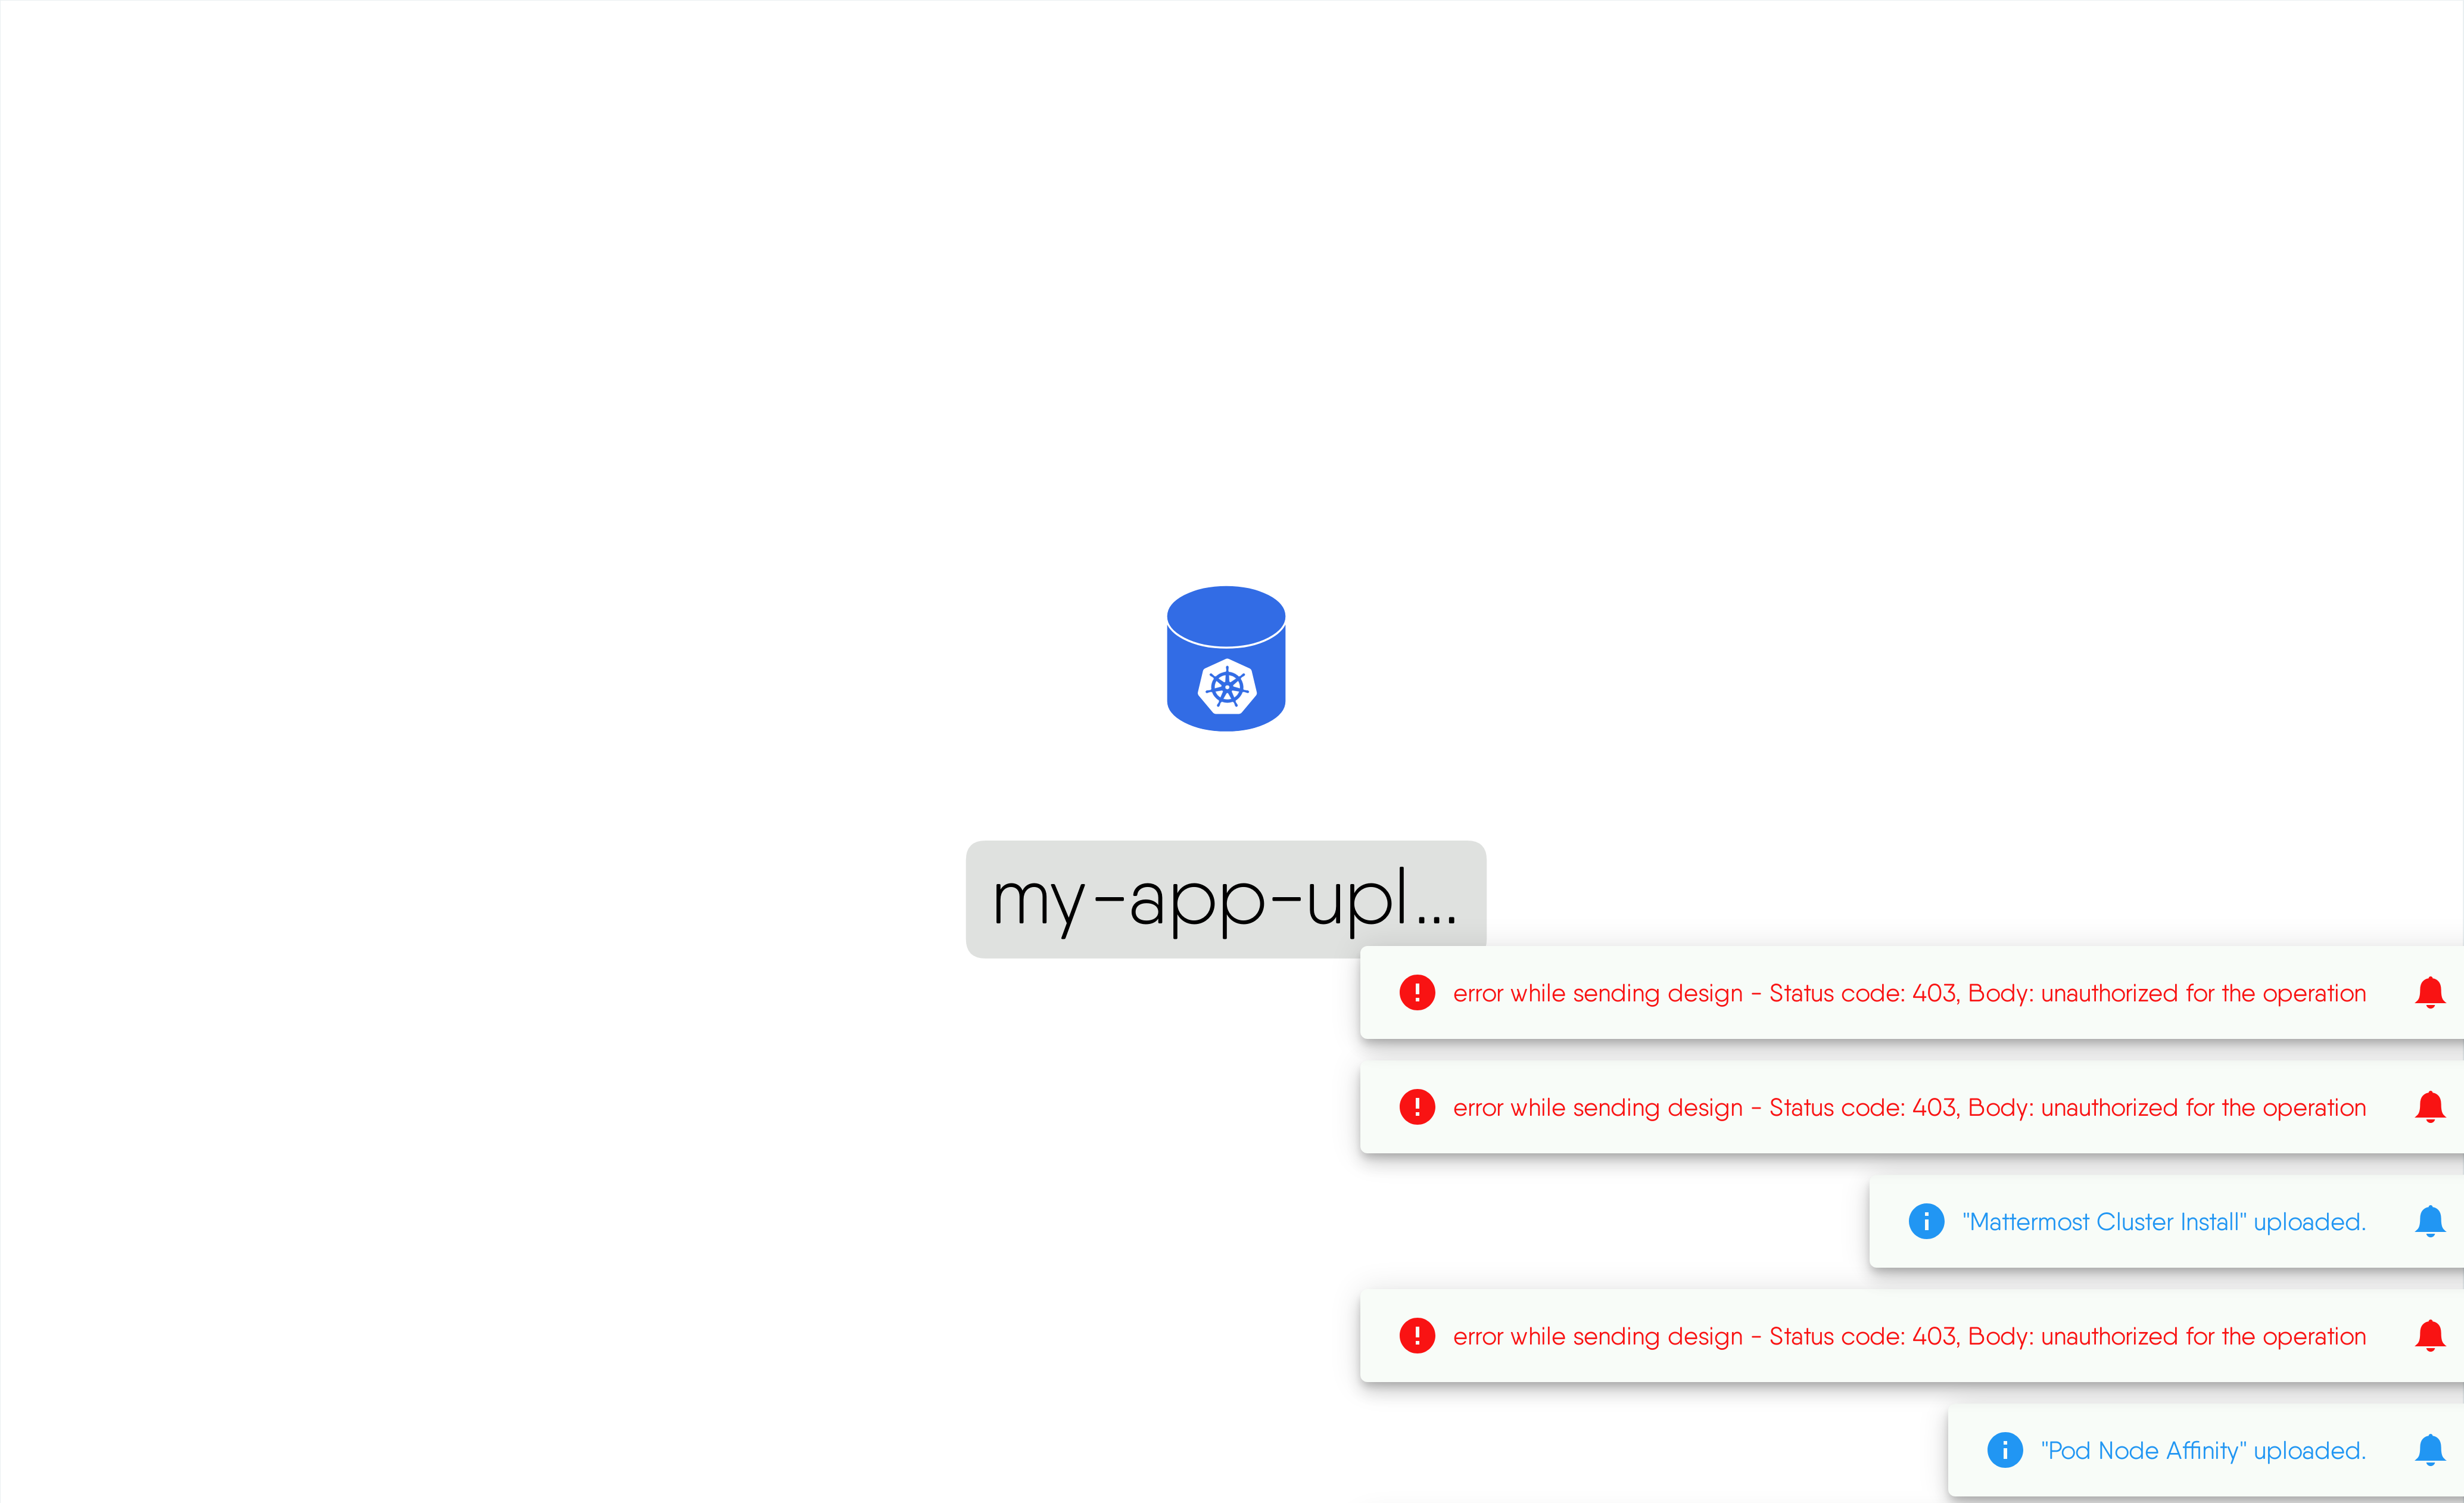 my-app-upl...
error while sending design - Status code: 403, Body: unauthorized for the operation
error while sending design - Status code: 403, Body: unauthorized for the operation
"Mattermost Cluster Install" uploaded.
error while sending design - Status code: 403, Body: unauthorized for the operation
"Pod Node Affinity" uploaded.